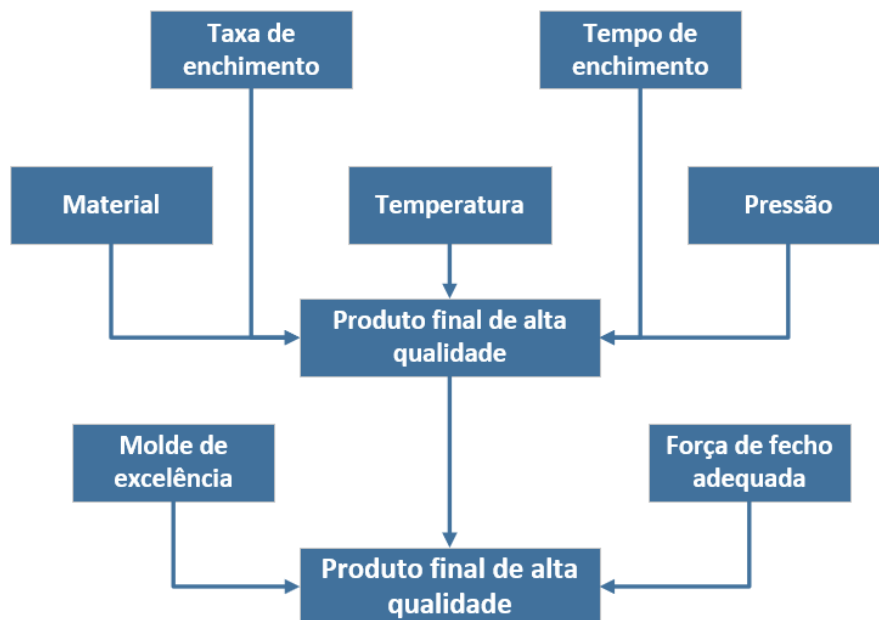 Taxa de
enchimento
Tempo de
enchimento
Material
Temperatura
Pressão
Produto final de alta
qualidade
Molde de
excelência
Força de fecho
adequada
Produto final de alta
qualidade